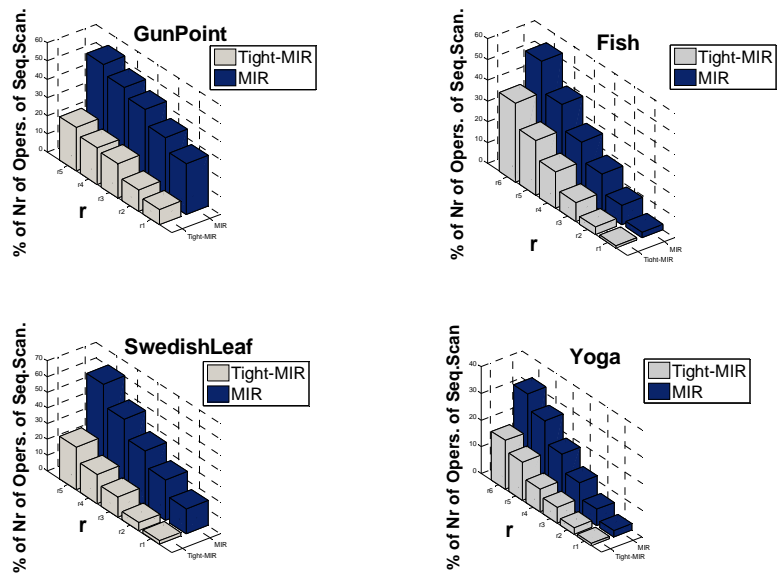 GunPoint
Tight-MIR
MIR
% of Nr of Opers. of Seq.Scan.
60
50
40
30
20
10
0
r5
r4
r3
r2
r1
r
Tight-MIR
MIR
Fish
Tight-MIR
MIR
% of Nr of Opers. of Seq.Scan.
60
50
40
30
20
10
0
r6
r5
r4
r3
r2
r1
r
Tight-MIR
MIR
SwedishLeaf
Tight-MIR
MIR
% of Nr of Opers. of Seq.Scan.
70
60
50
40
30
20
10
0
r5
r4
r3
r2
r1
r
Tight-MIR
MIR
Yoga
Tight-MIR
MIR
% of Nr of Opers. of Seq.Scan
40
30
20
10
0
r6
r5
r4
r3
r2
r1
r
Tight-MIR
MIR